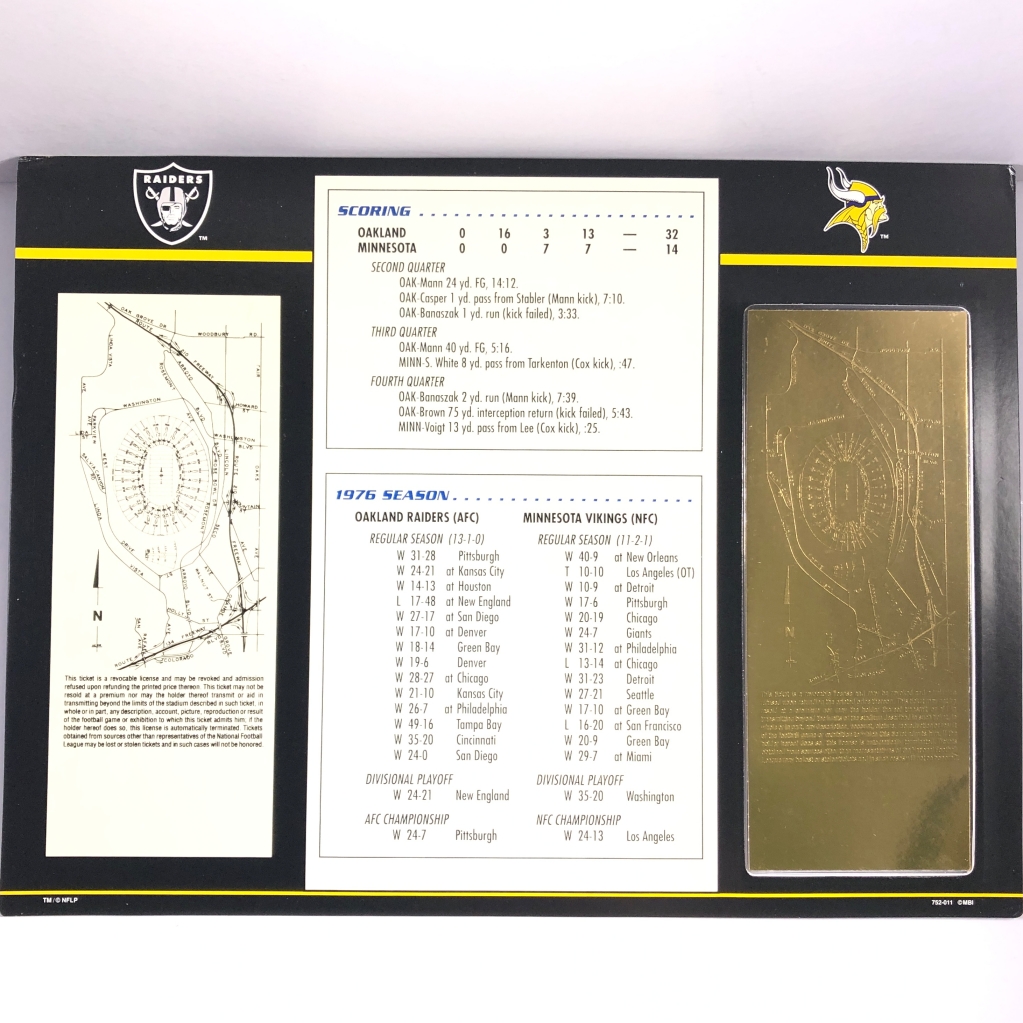 RAIDERS
TM
TM
SCORING
OAKLAND 0 16 3 13 — 32
MINNESOTA 0 0 7 7 — 14
SECOND QUARTER
OAK-Mann 24 yd. FG, 14:12.
OAK-Casper 1 yd. pass from Stabler (Mann kick), 7:10.
OAK-Banaszak 1 yd. run (kick failed), 3:33.
THIRD QUARTER
OAK-Mann 40 yd. FG, 5:16.
MINN-S. White 8 yd. pass from Tarkenton (Cox kick), :47.
FOURTH QUARTER
OAK-Banaszak 2 yd. run (Mann kick), 7:39.
OAK-Brown 75 yd. interception return (kick failed), 5:43.
MINN-Voigt 13 yd. pass from Lee (Cox kick), :25.
1976 SEASON
OAKLAND RAIDERS (AFC)
REGULAR SEASON (13-1-0)
W 31-28 Pittsburgh
W 24-21 at Kansas City
W 14-13 at Houston
L 17-48 at New England
W 27-17 at San Diego
W 17-10 at Denver
W 18-14 Green Bay
W 19-6 Denver
W 28-27 at Chicago
W 21-10 Kansas City
W 26-7 at Philadelphia
W 49-16 Tampa Bay
W 35-20 Cincinnati
W 24-0 San Diego
DIVISIONAL PLAYOFF
W 24-21 New England
AFC CHAMPIONSHIP
W 24-7 Pittsburgh
MINNESOTA VIKINGS (NFC)
REGULAR SEASON (11-2-1)
W 40-9 at New Orleans
T 10-10 Los Angeles (OT)
W 10-9 at Detroit
W 17-6 Pittsburgh
W 20-19 Chicago
W 24-7 Giants
W 31-12 at Philadelphia
L 13-14 at Chicago
W 31-23 Detroit
W 27-21 Seattle
W 17-10 at Green Bay
L 16-20 at San Francisco
W 20-9 Green Bay
W 29-7 at Miami
DIVISIONAL PLAYOFF
W 35-20 Washington
NFC CHAMPIONSHIP
W 24-13 Los Angeles
OAK GROVE DR
WOODBURY RD
WASHINGTON
HOWARD ST
WASHINGTON BLVD
LINCOLN
ROSEMONT
LINDA
VISTA
N
COLORADO
This ticket is a revocable license and may be revoked and admission
refused upon refunding the printed price thereon. This ticket may not be
resold at a premium nor may the holder thereof transmit or aid in
transmitting beyond the limits of the stadium described in such ticket, in
whole or in part, any description, account, picture, reproduction or result
of the football game or exhibition to which this ticket admits him; if the
holder hereof does so, this license is automatically terminated. Tickets
obtained from sources other than representatives of the National Football
League may be lost or stolen tickets and in such cases will not be honored.
TM/© NFLP
752-011 ©MBI